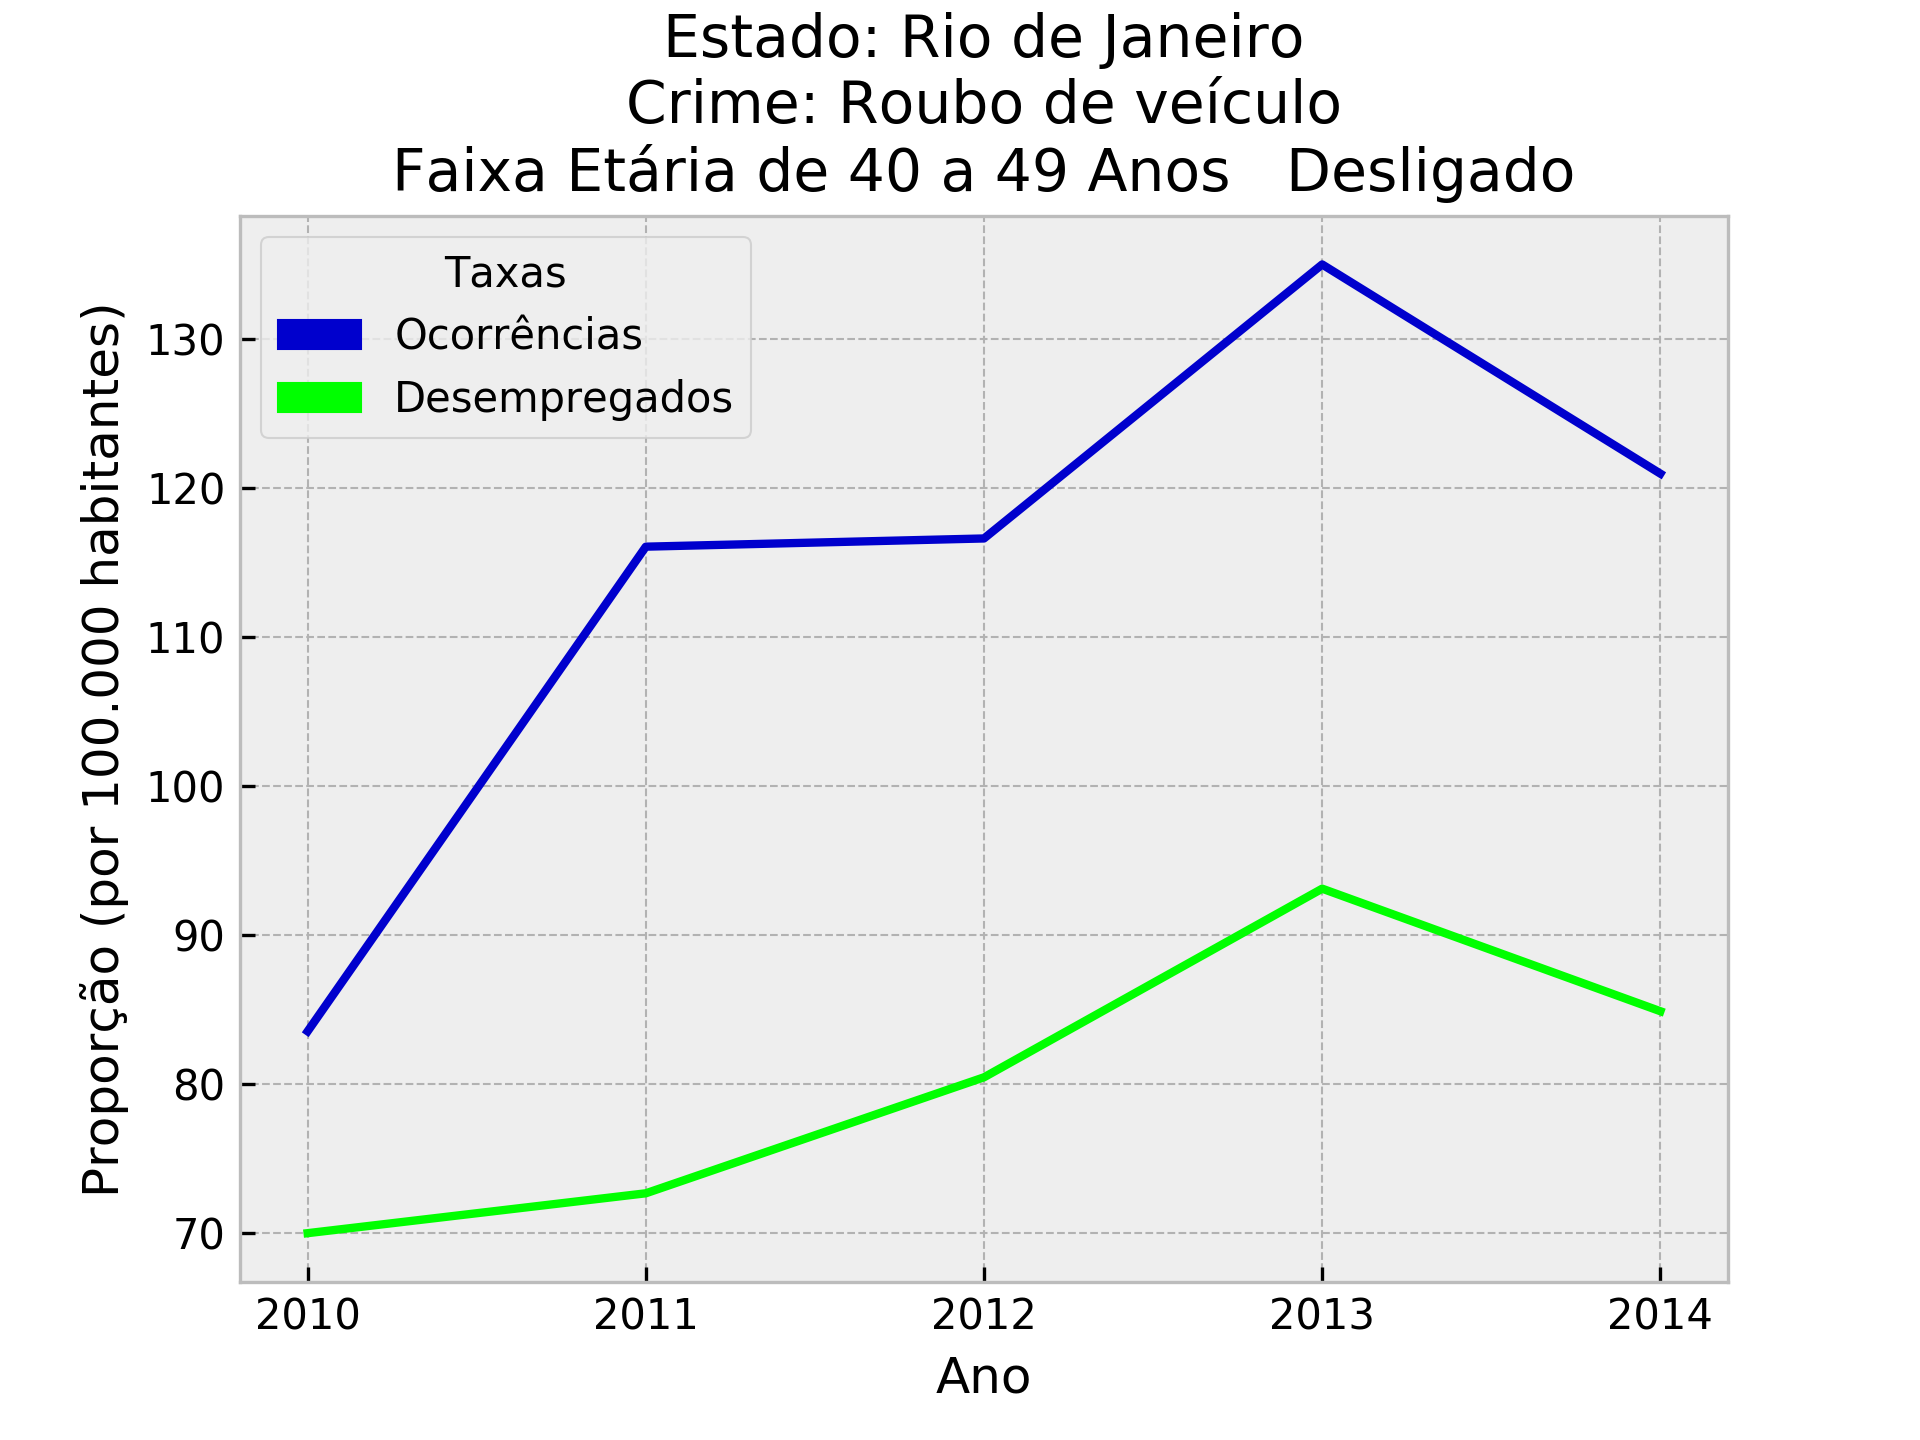 Estado: Rio de Janeiro
Crime: Roubo de veículo
Faixa Etária de 40 a 49 Anos   Desligado
Taxas
Ocorrências
Desempregados
Proporção (por 100.000 habitantes)
130
120
110
100
90
80
70
2010
2011
2012
2013
2014
Ano